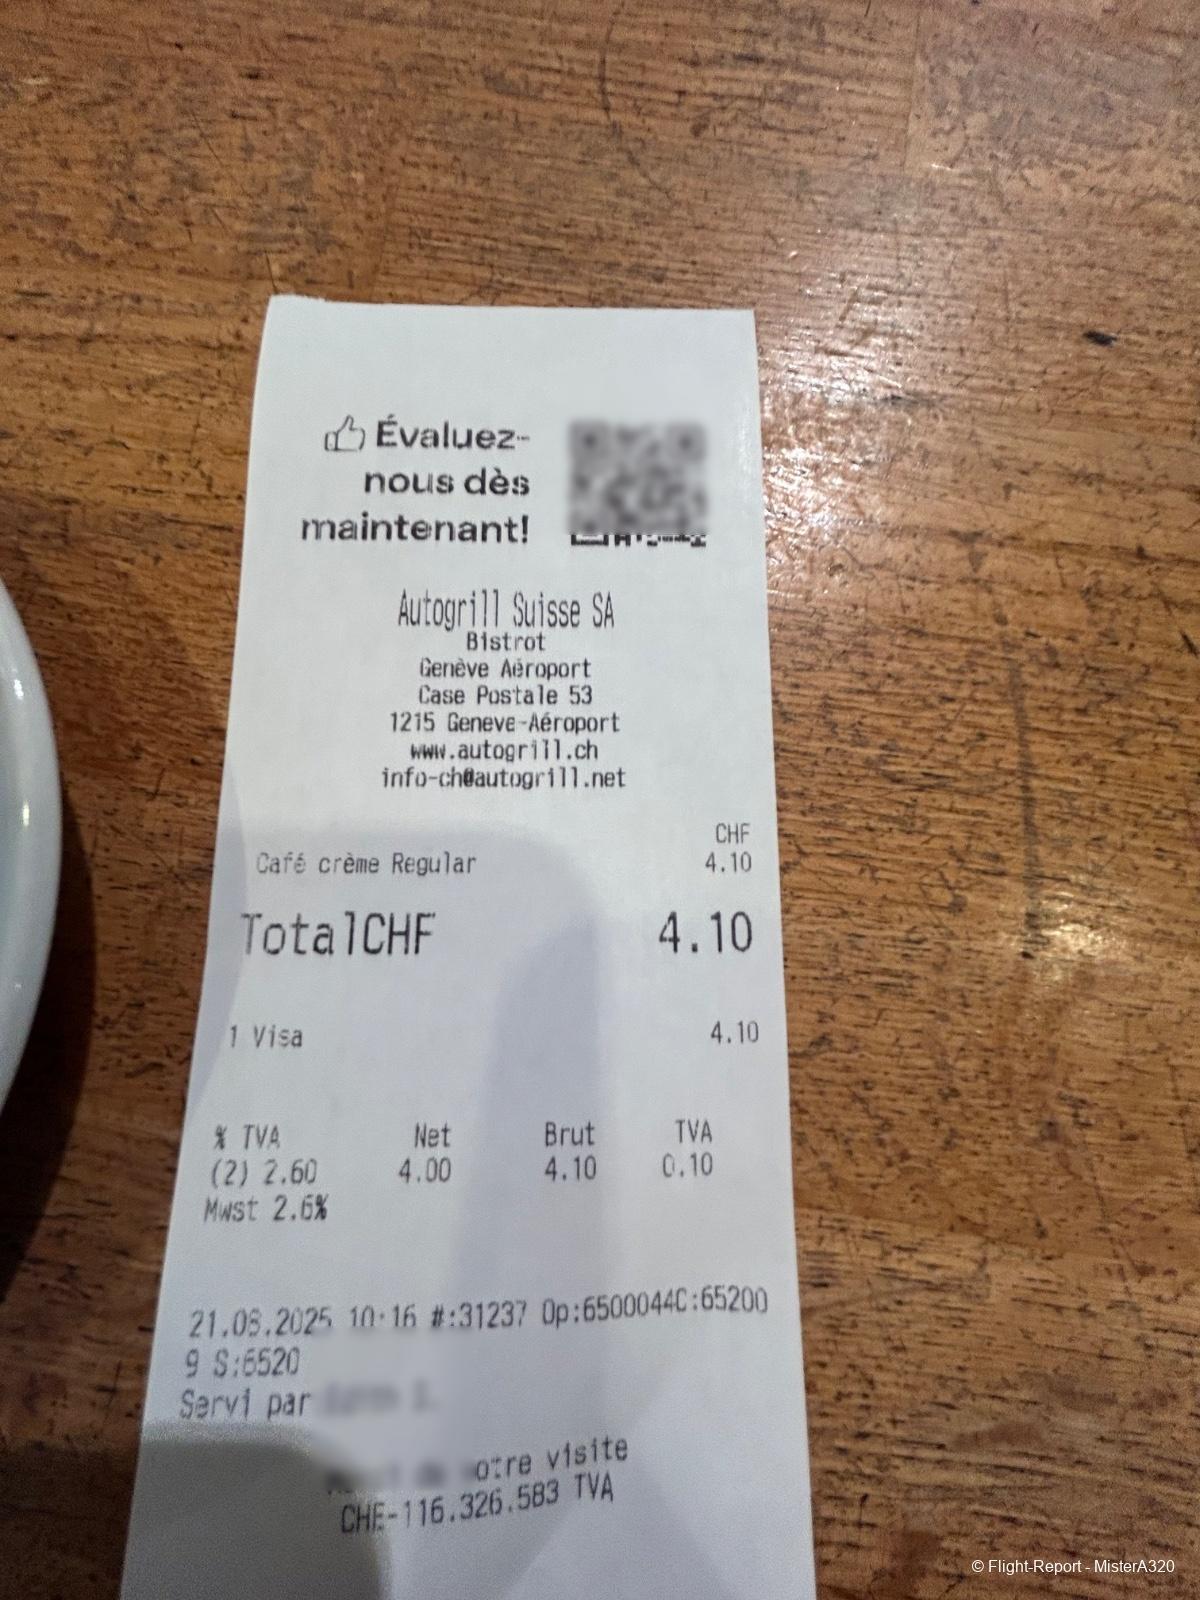 Évaluez-
nous dès
maintenant!
Autogrill Suisse SA
Bistrot
Genève Aéroport
Case Postale 53
1215 Geneve-Aéroport
www.autogrill.ch
info-ch@autogrill.net
CHF
Café crème Regular 4.10
TotalCHF 4.10
1 Visa 4.10
% TVA Net Brut TVA
(2) 2.60 4.00 4.10 0.10
Mwst 2.6%
21.08.2025 10:16 #:31237 Op:6500044C:65200
9 S:6520
Servi par
otre visite
CHE-116.326.583 TVA
© Flight-Report - MisterA320